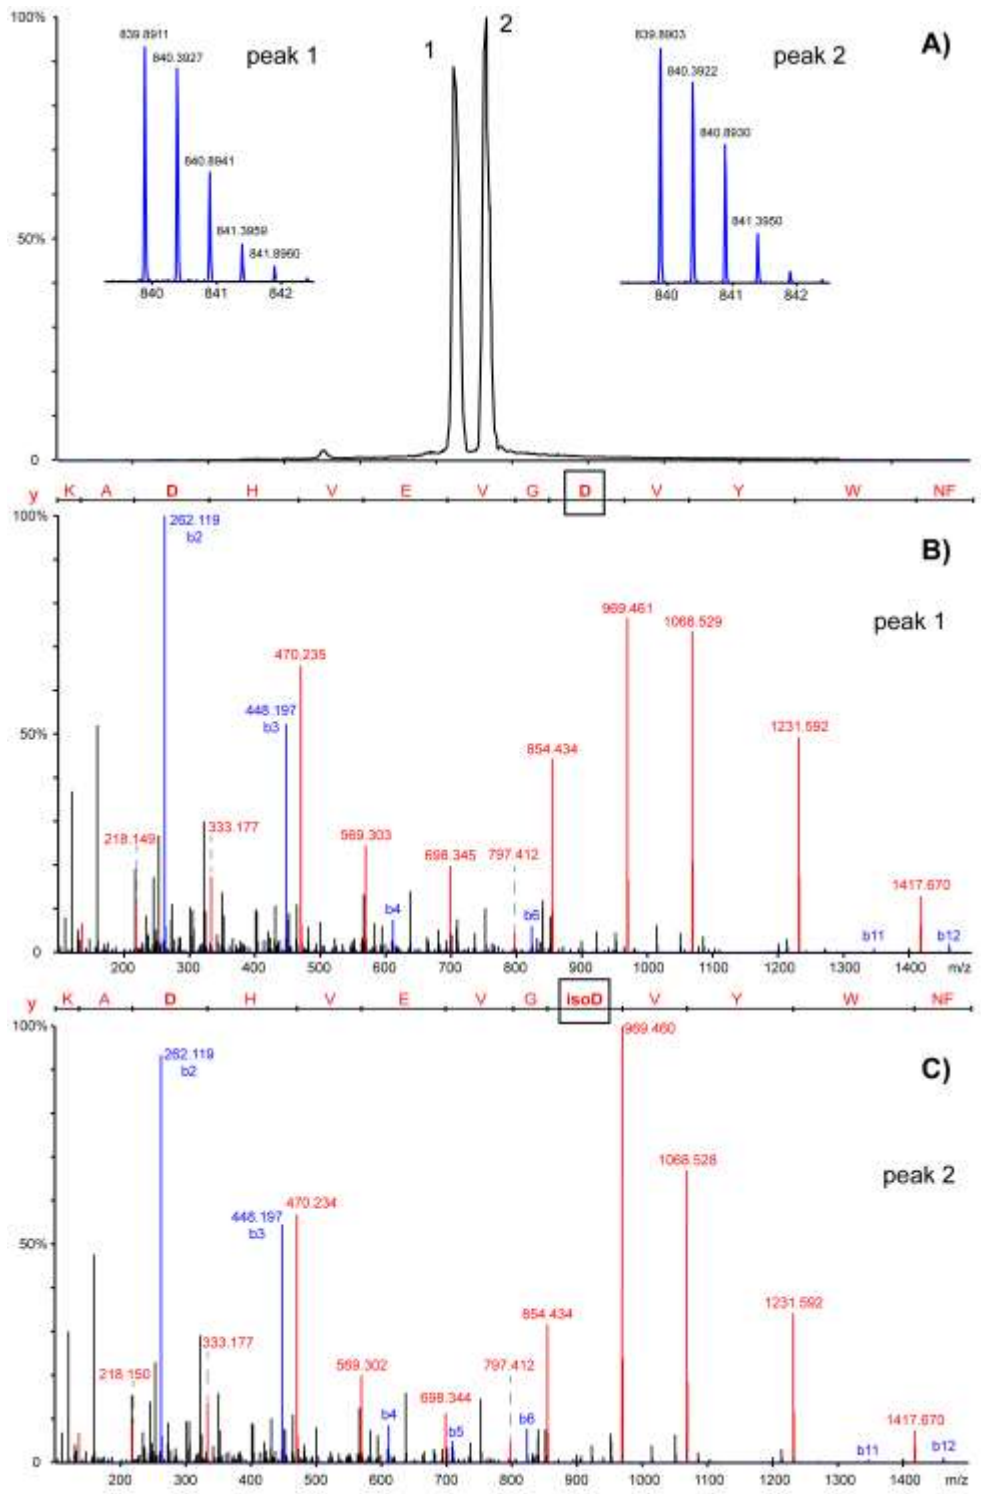 100%
50%
0
A)
1
2
peak 1
839.8911
840.3927
840.8941
841.3959
841.8960
840 841 842
peak 2
839.8903
840.3922
840.8930
841.3950
840 841 842
y K A D H V E V G D V Y W NF
100%
50%
0
B)
peak 1
262.119
b2
470.235
448.197
b3
218.149
333.177
569.303
b4
698.345
797.412
b6
854.434
969.461
1068.529
1231.592
b11
1417.670
b12
200 300 400 500 600 700 800 900 1000 1100 1200 1300 1400 m/z
y K A D H V E V G isoD V Y W NF
100%
50%
0
C)
peak 2
262.119
b2
448.197
b3
470.234
218.150
333.177
569.302
b4
698.344
b5
797.412
b6
854.434
969.460
1068.528
1231.592
b11
1417.670
b12
200 300 400 500 600 700 800 900 1000 1100 1200 1300 1400 m/z